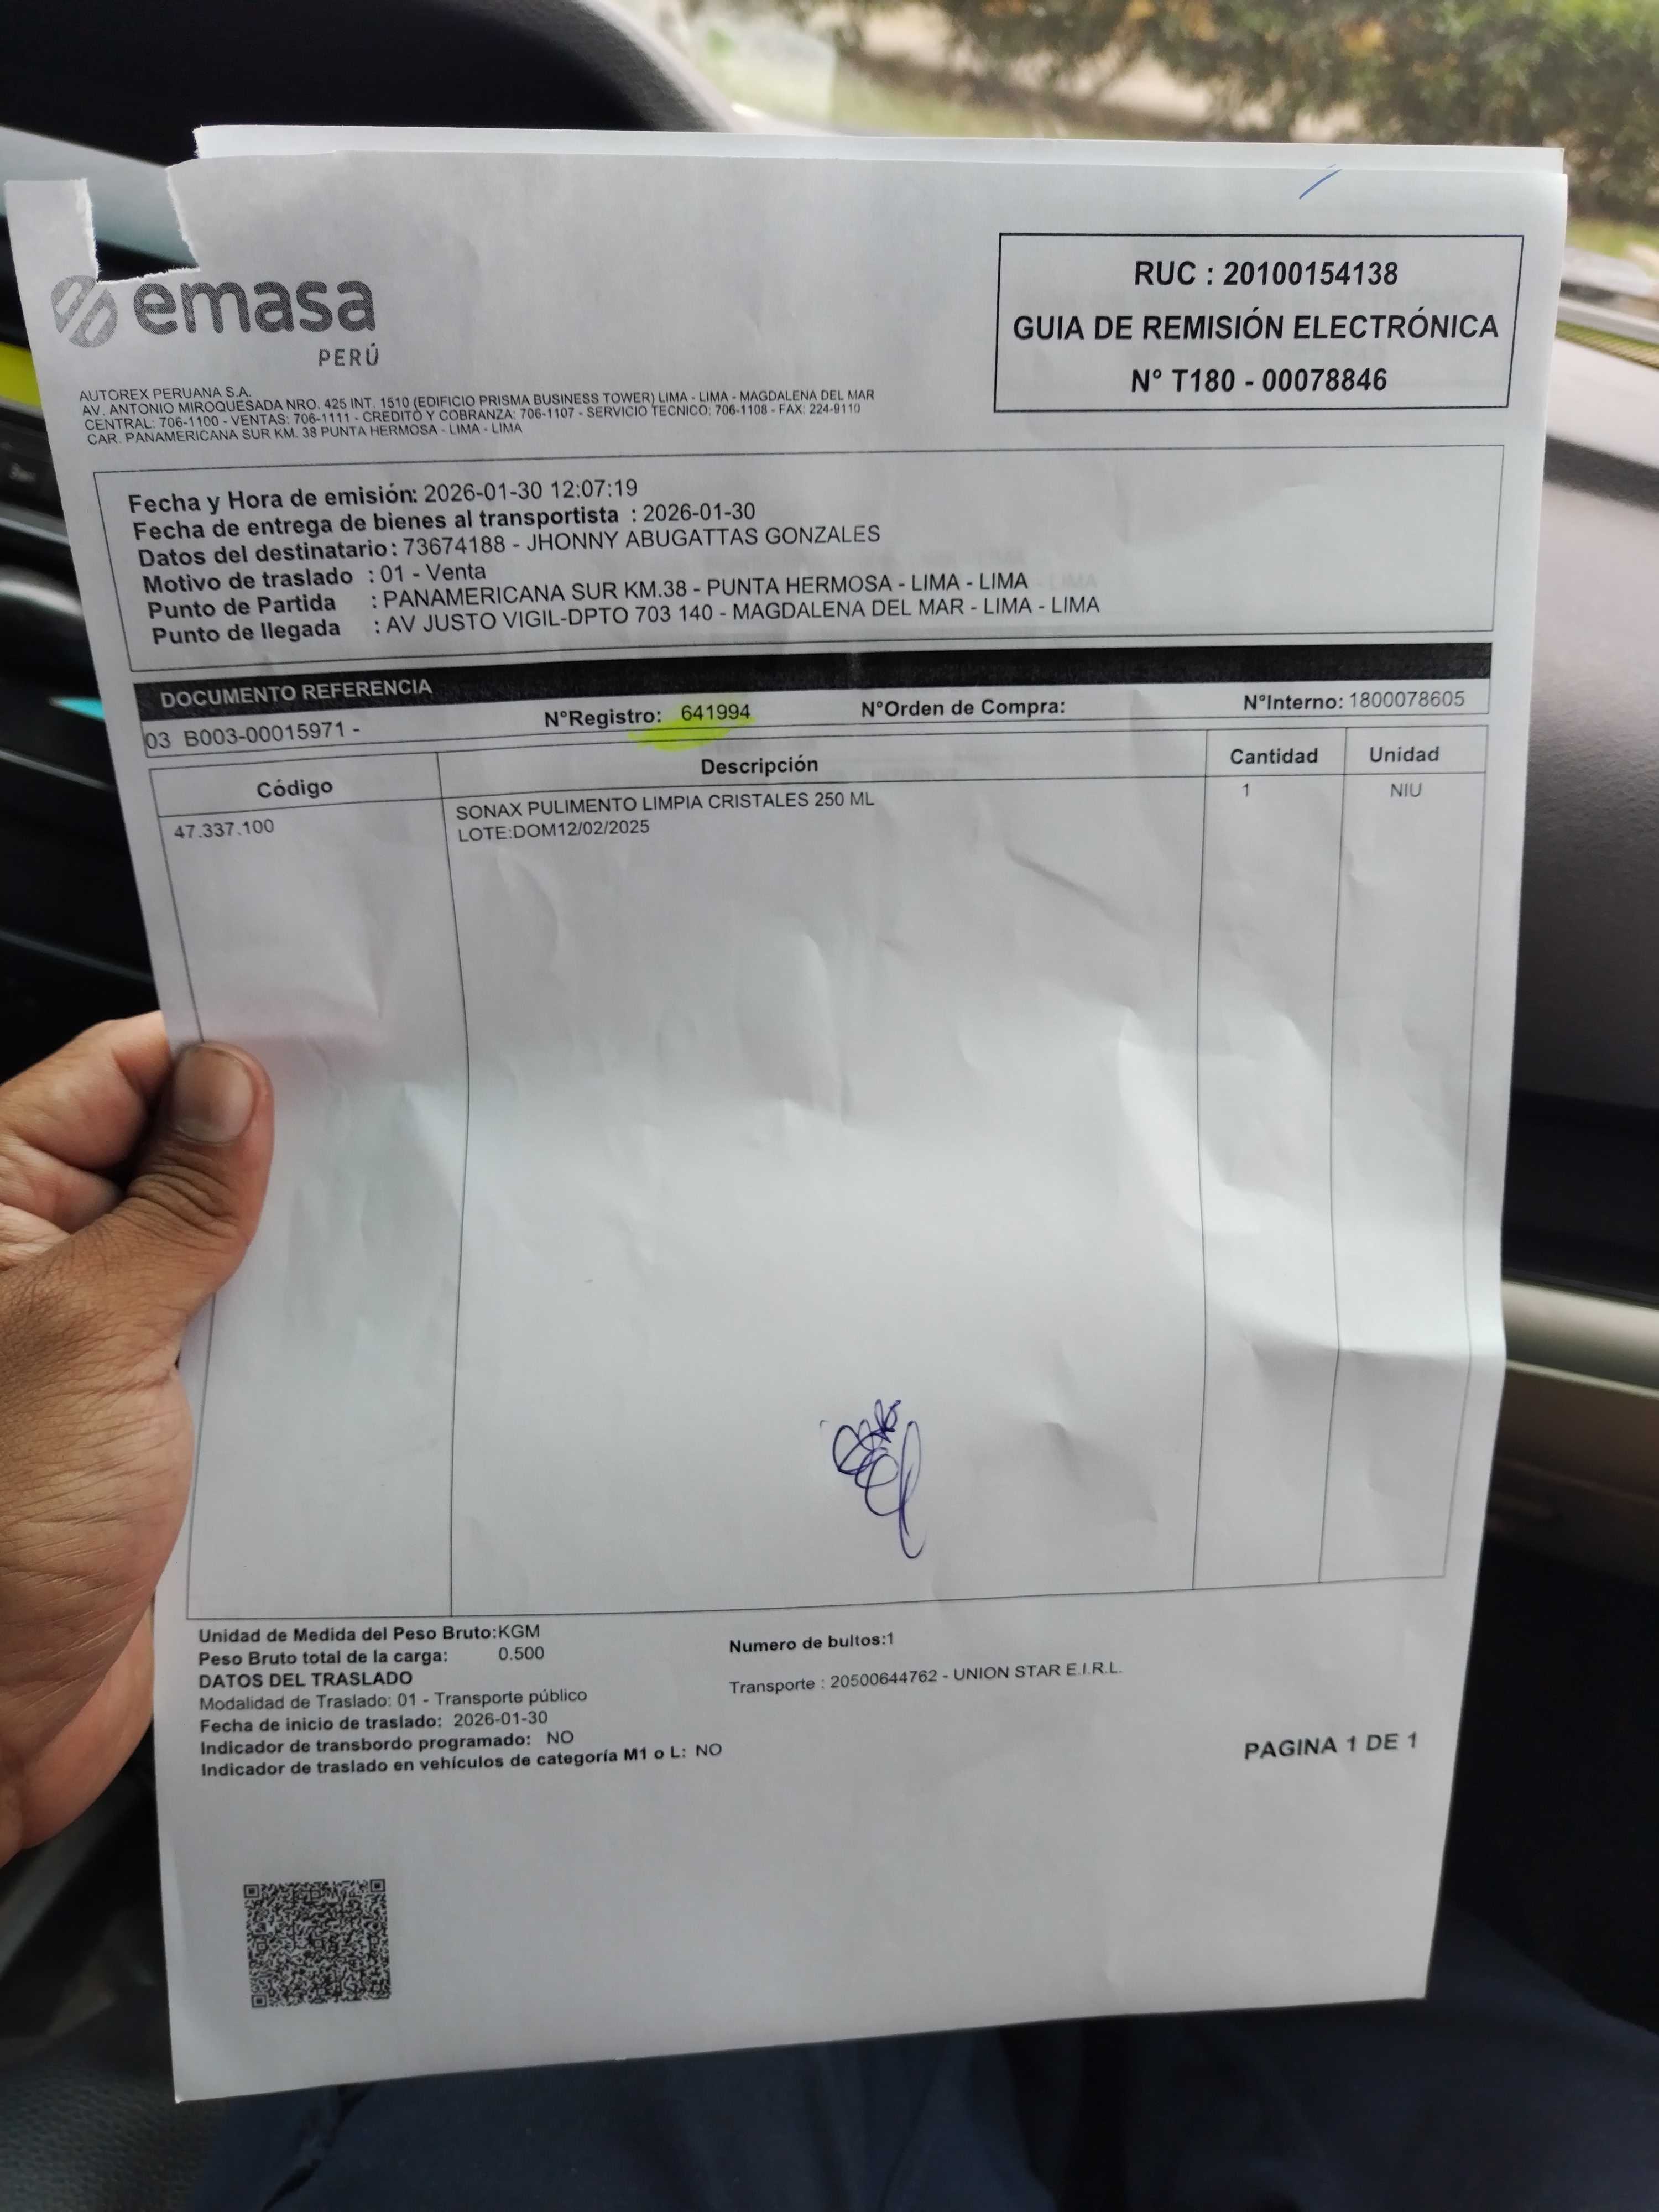 emasa
PERÚ
RUC : 20100154138
GUIA DE REMISIÓN ELECTRÓNICA
N° T180 - 00078846
AUTOREX PERUANA S.A.
AV. ANTONIO MIROQUESADA NRO. 425 INT. 1510 (EDIFICIO PRISMA BUSINESS TOWER) LIMA - LIMA - MAGDALENA DEL MAR
CENTRAL: 706-1100 - VENTAS: 706-1111 - CREDITO Y COBRANZA: 706-1107 - SERVICIO TECNICO: 706-1108 - FAX: 224-9110
CAR. PANAMERICANA SUR KM. 38 PUNTA HERMOSA - LIMA - LIMA
Fecha y Hora de emisión: 2026-01-30 12:07:19
Fecha de entrega de bienes al transportista : 2026-01-30
Datos del destinatario: 73674188 - JHONNY ABUGATTAS GONZALES
Motivo de traslado : 01 - Venta
Punto de Partida : PANAMERICANA SUR KM.38 - PUNTA HERMOSA - LIMA - LIMA
Punto de llegada : AV JUSTO VIGIL-DPTO 703 140 - MAGDALENA DEL MAR - LIMA - LIMA
DOCUMENTO REFERENCIA
03 B003-00015971 - N°Registro: 641994 N°Orden de Compra: N°Interno: 1800078605
Código Descripción Cantidad Unidad
47.337.100 SONAX PULIMENTO LIMPIA CRISTALES 250 ML 1 NIU
LOTE:DOM12/02/2025
Unidad de Medida del Peso Bruto:KGM
Peso Bruto total de la carga: 0.500 Numero de bultos:1
DATOS DEL TRASLADO
Modalidad de Traslado: 01 - Transporte público Transporte : 20500644762 - UNION STAR E.I.R.L.
Fecha de inicio de traslado: 2026-01-30
Indicador de transbordo programado: NO
Indicador de traslado en vehículos de categoría M1 o L: NO
PAGINA 1 DE 1